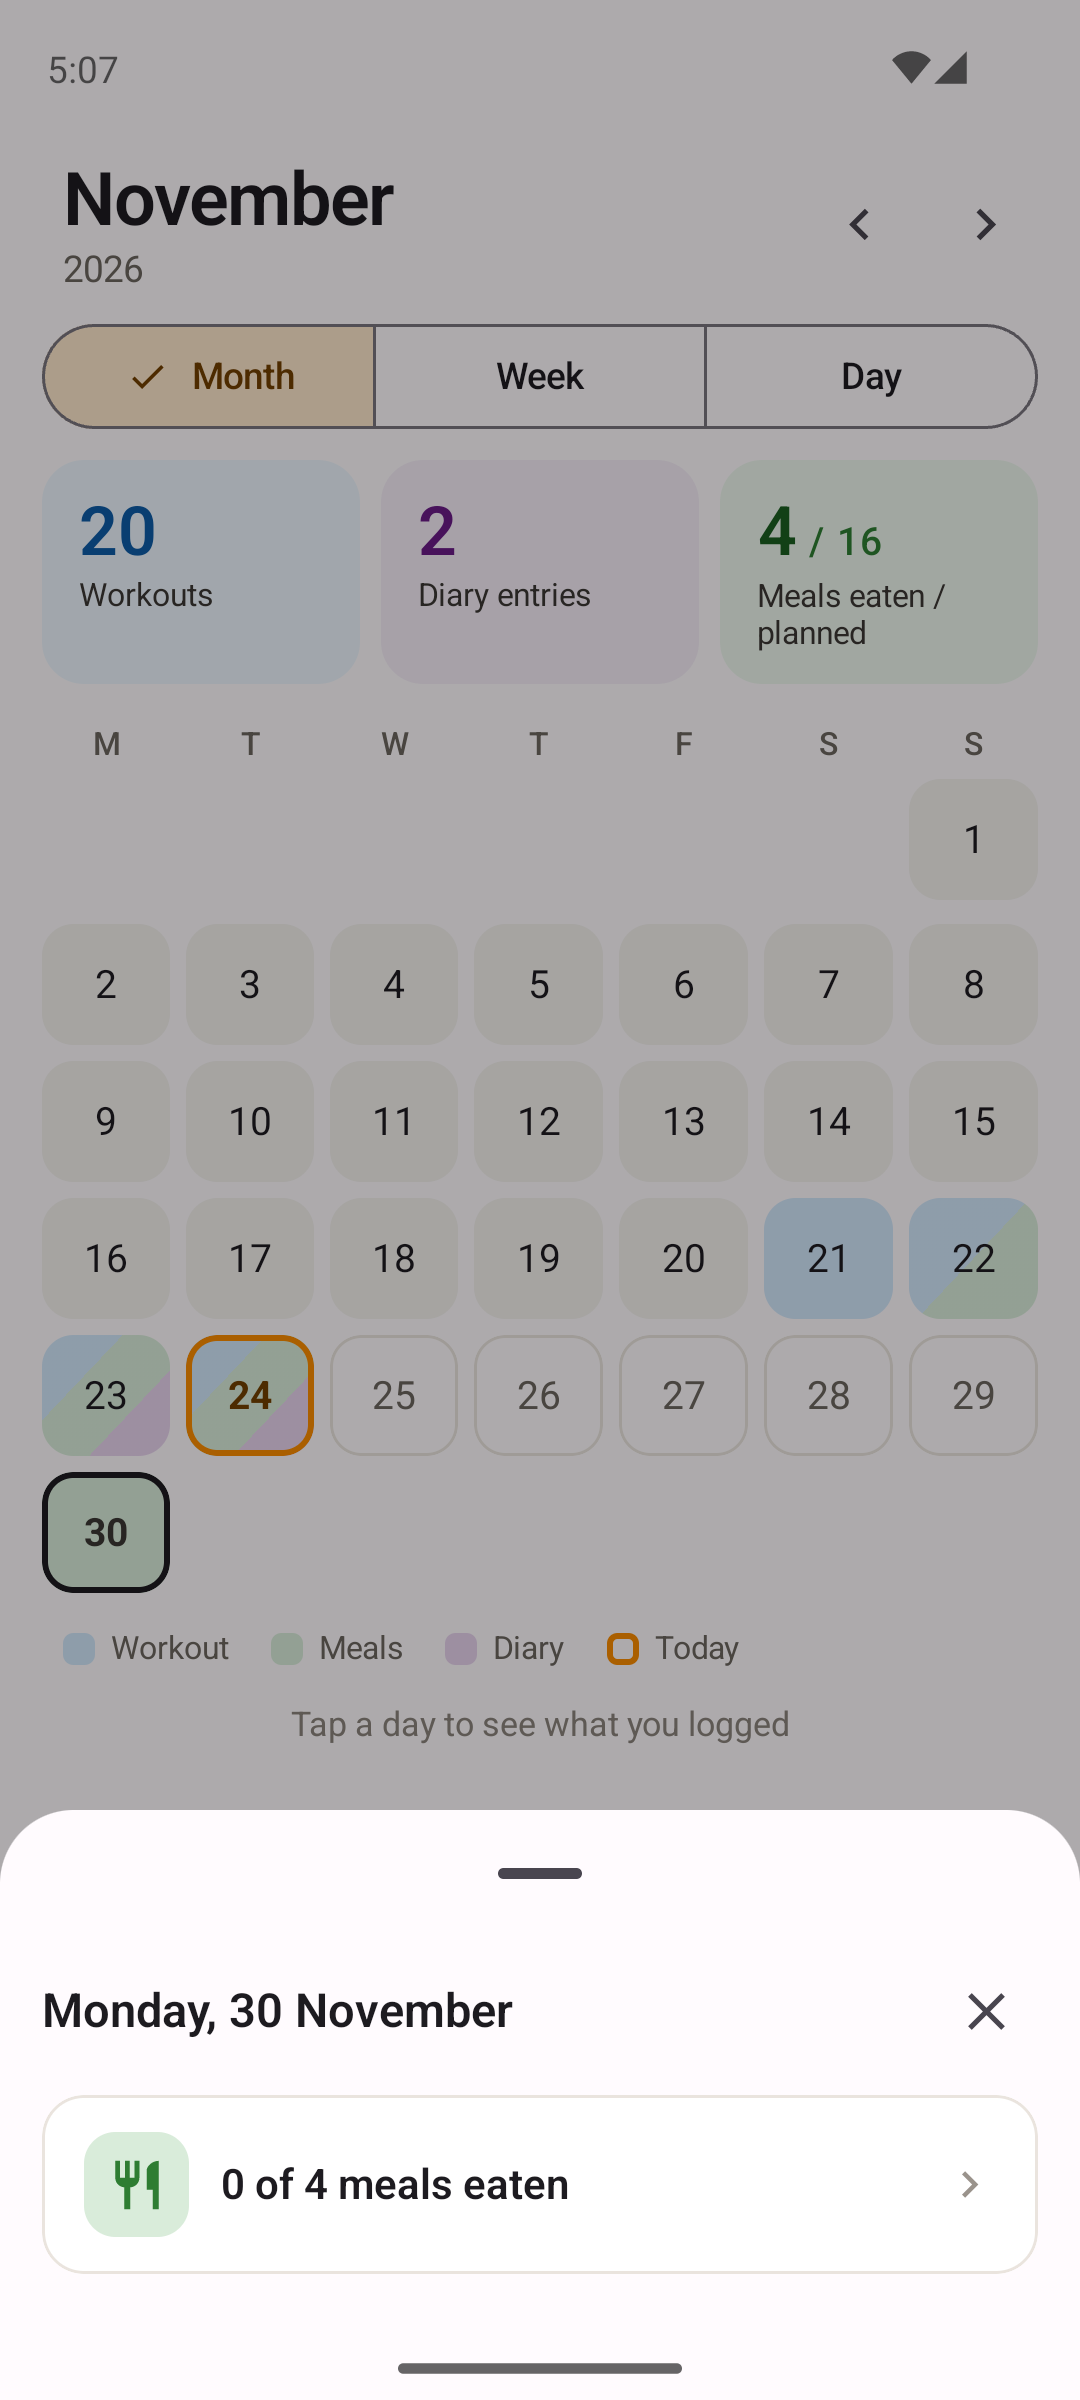 5:07
November
2026
Month
Week
Day
20
Workouts
2
Diary entries
4 / 16
Meals eaten /
planned
M T W T F S S
1
2 3 4 5 6 7 8
9 10 11 12 13 14 15
16 17 18 19 20 21 22
23 24 25 26 27 28 29
30
Workout Meals Diary Today
Tap a day to see what you logged
Monday, 30 November
0 of 4 meals eaten